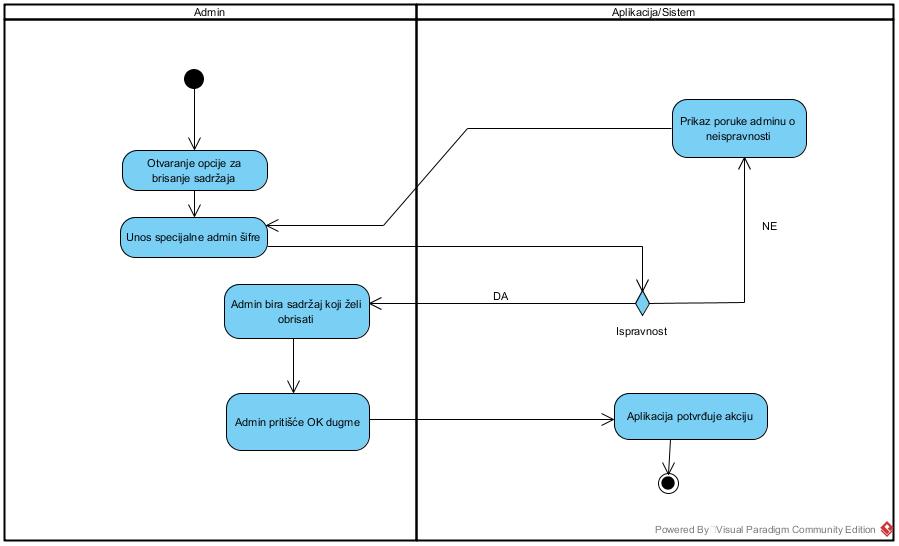 Admin
Aplikacija/Sistem
Otvaranje opcije za
brisanje sadržaja
Unos specijalne admin šifre
Prikaz poruke adminu o
neispravnosti
NE
DA
Ispravnost
Admin bira sadržaj koji želi
obrisati
Admin pritišće OK dugme
Aplikacija potvrđuje akciju
Powered By Visual Paradigm Community Edition